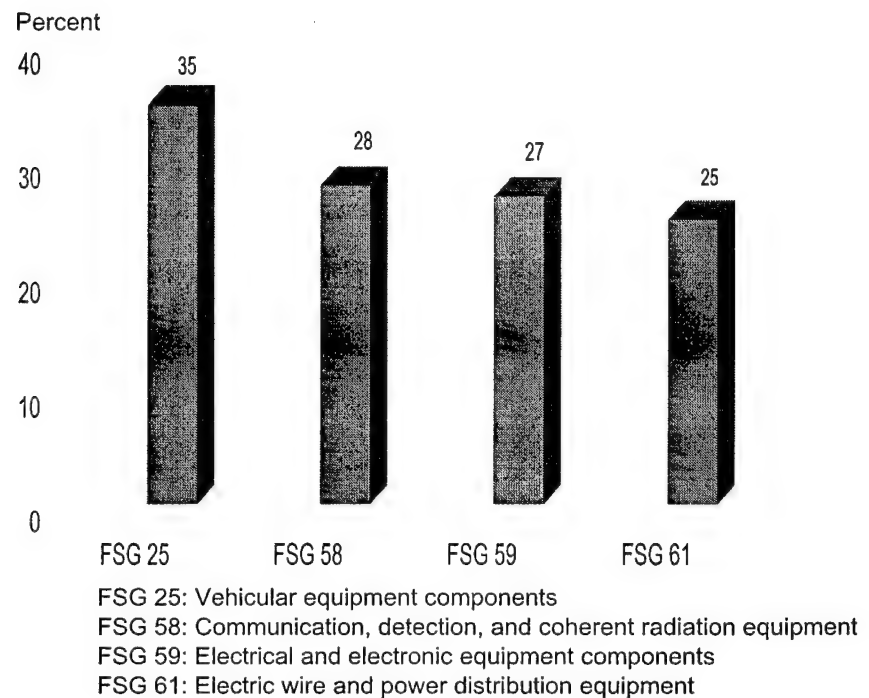 Percent
40
35
30
28
27
25
20
10
0
FSG 25 FSG 58 FSG 59 FSG 61
FSG 25: Vehicular equipment components
FSG 58: Communication, detection, and coherent radiation equipment
FSG 59: Electrical and electronic equipment components
FSG 61: Electric wire and power distribution equipment